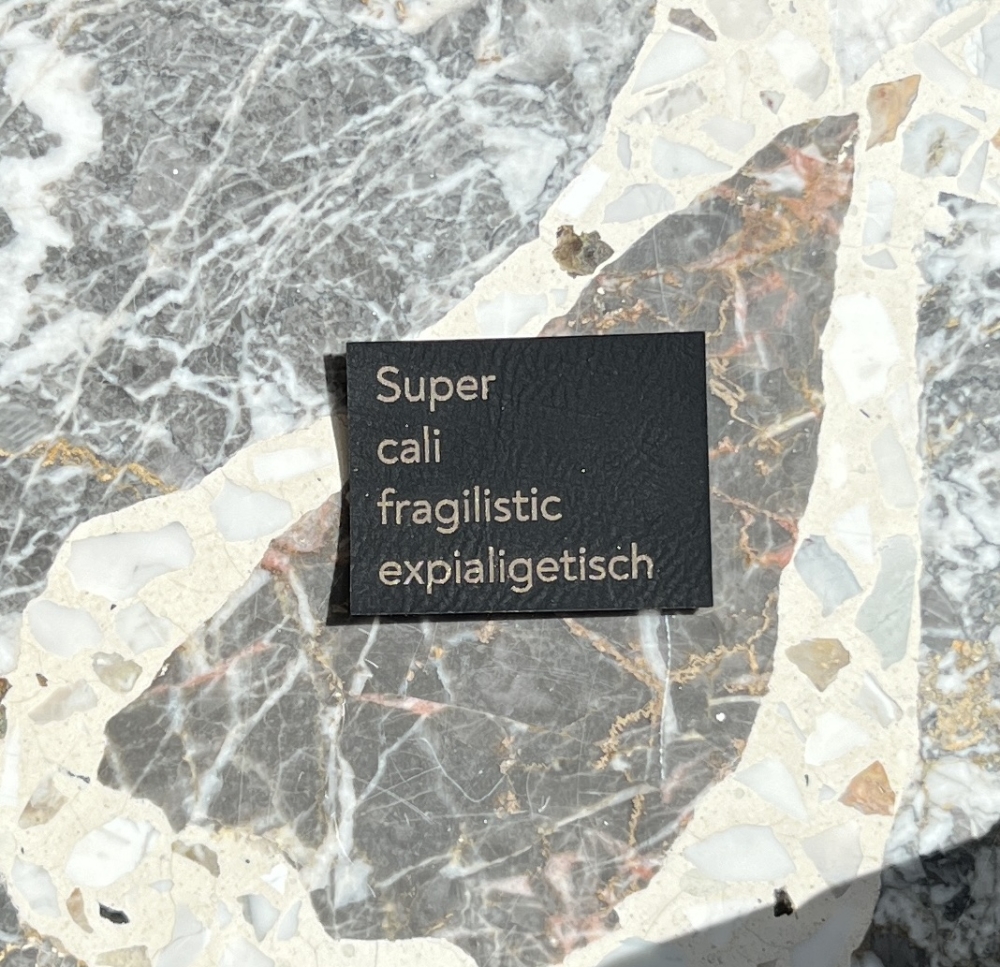 Super
cali
fragilistic
expialigetisch